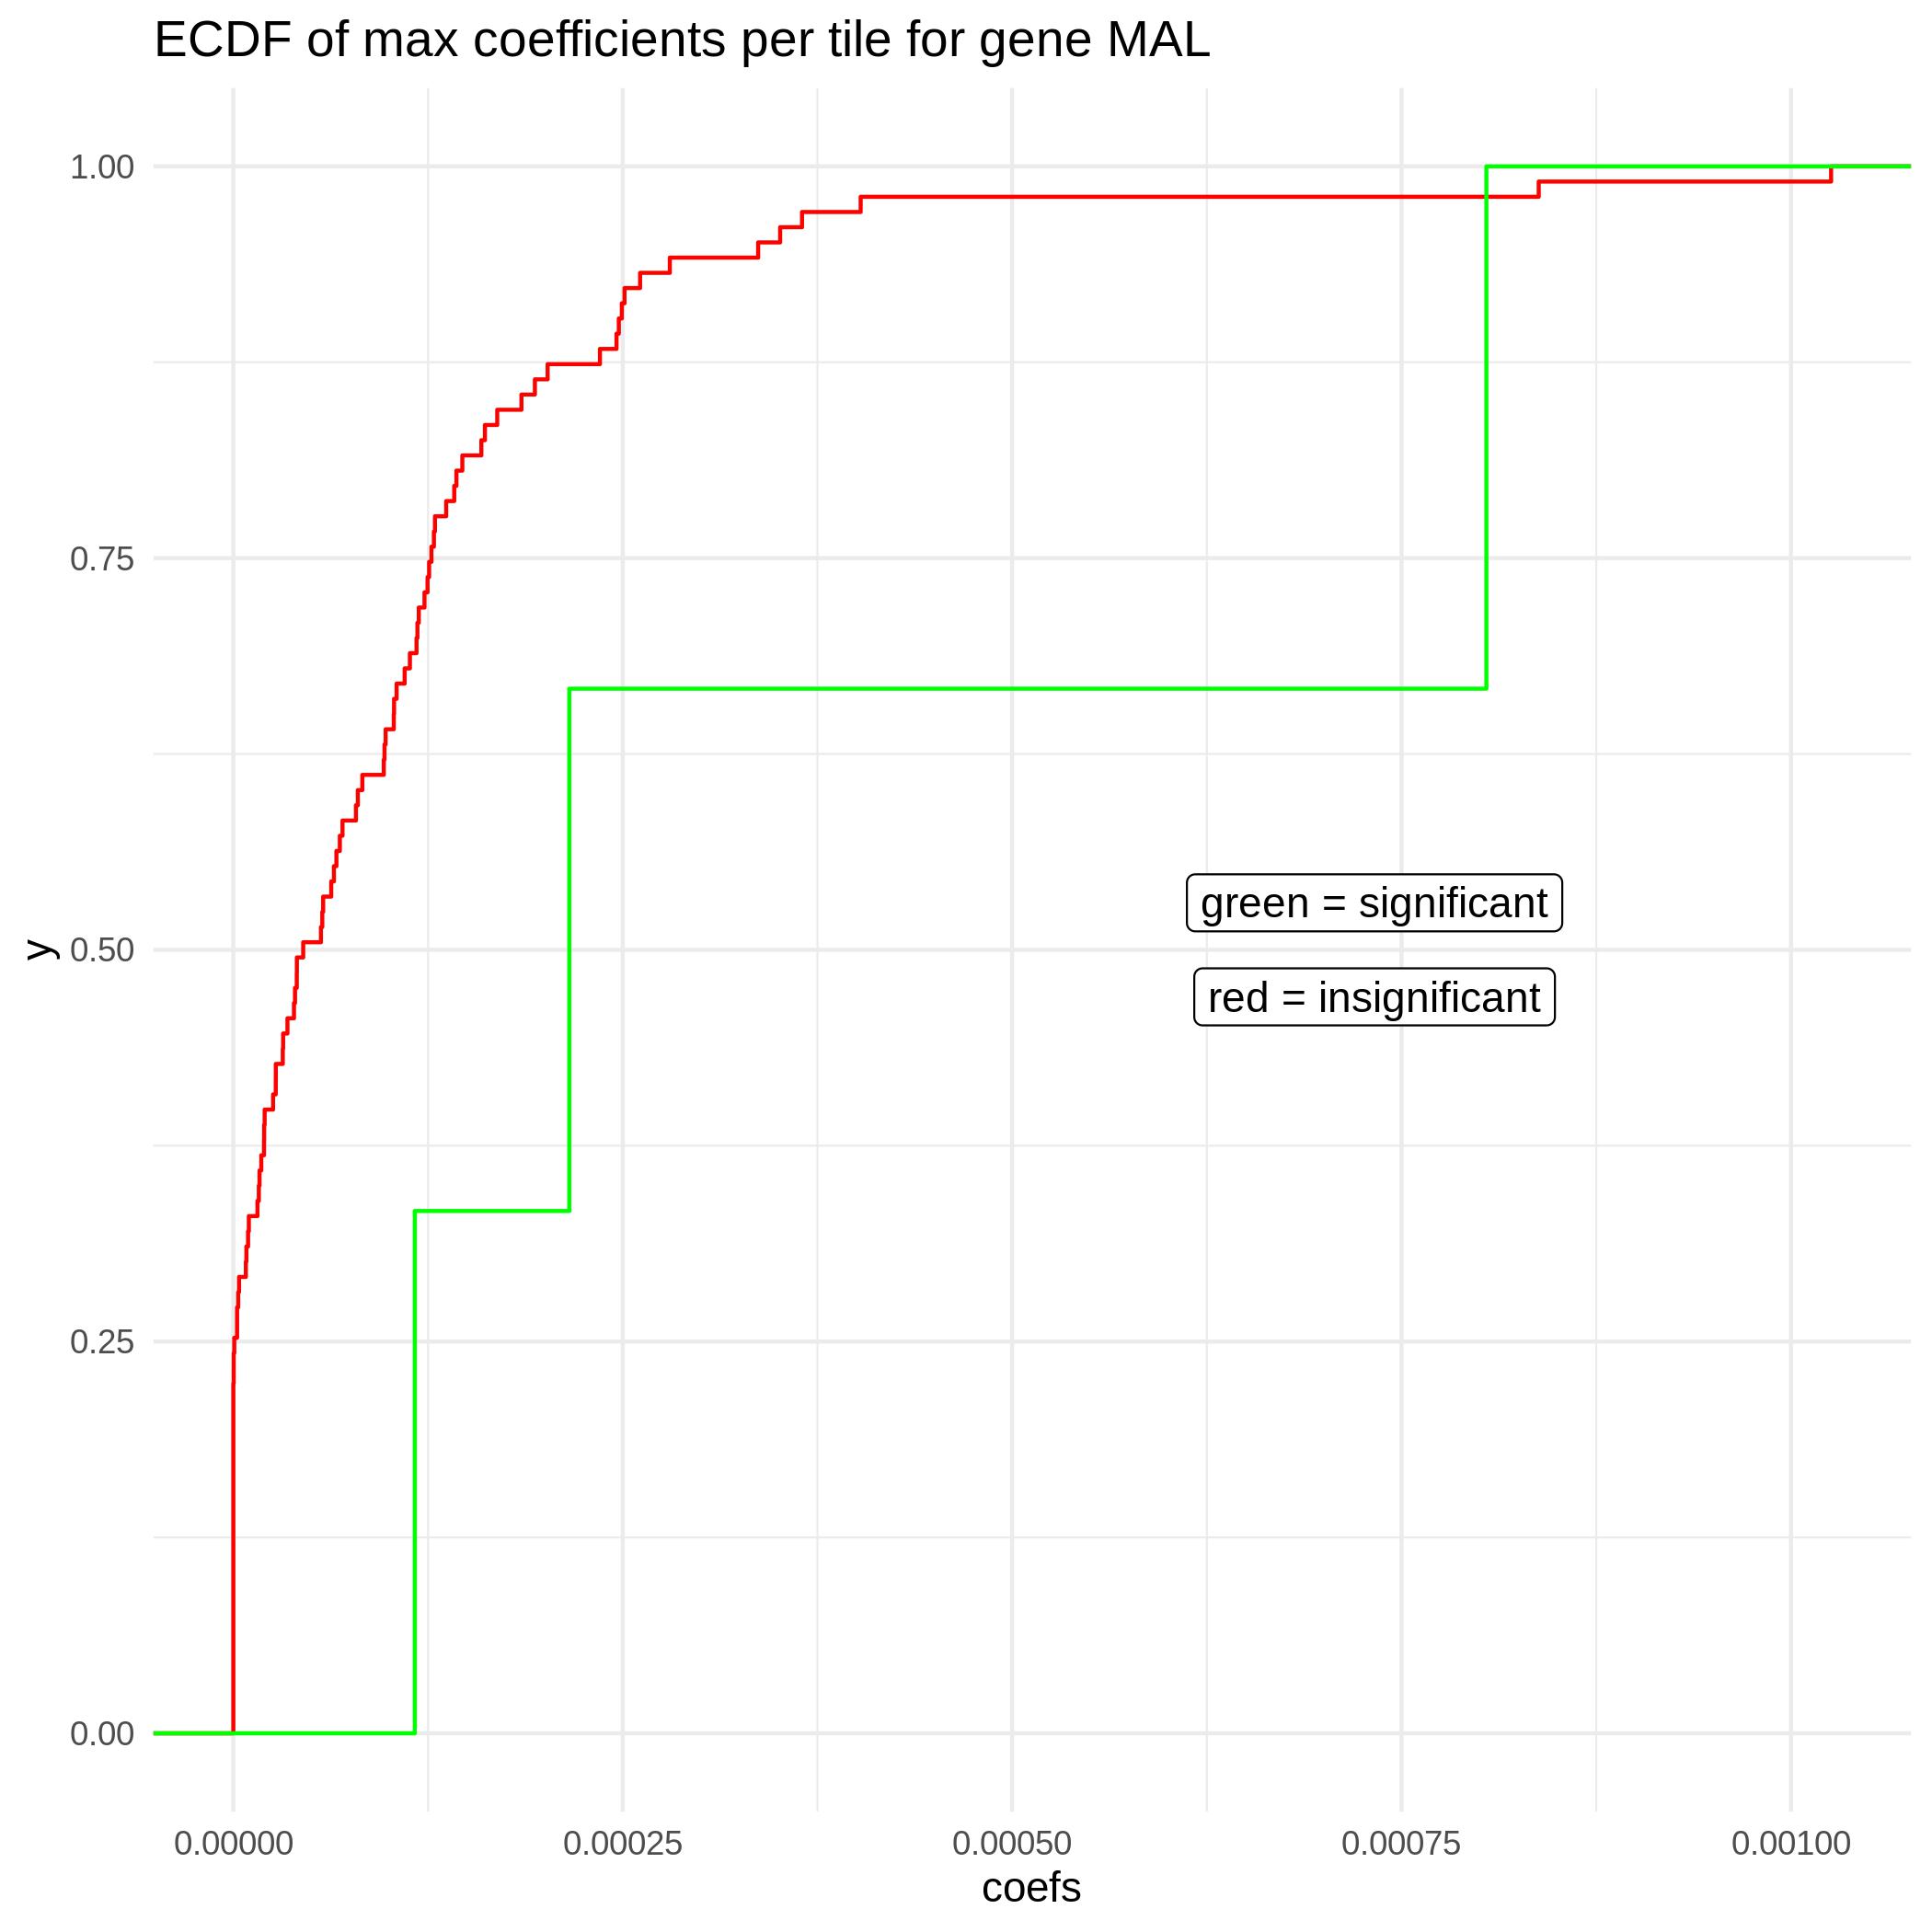 ECDF of max coefficients per tile for gene MAL
1.00
0.75
0.50
0.25
0.00
y
green = significant
red = insignificant
0.00000 0.00025 0.00050 0.00075 0.00100
coefs